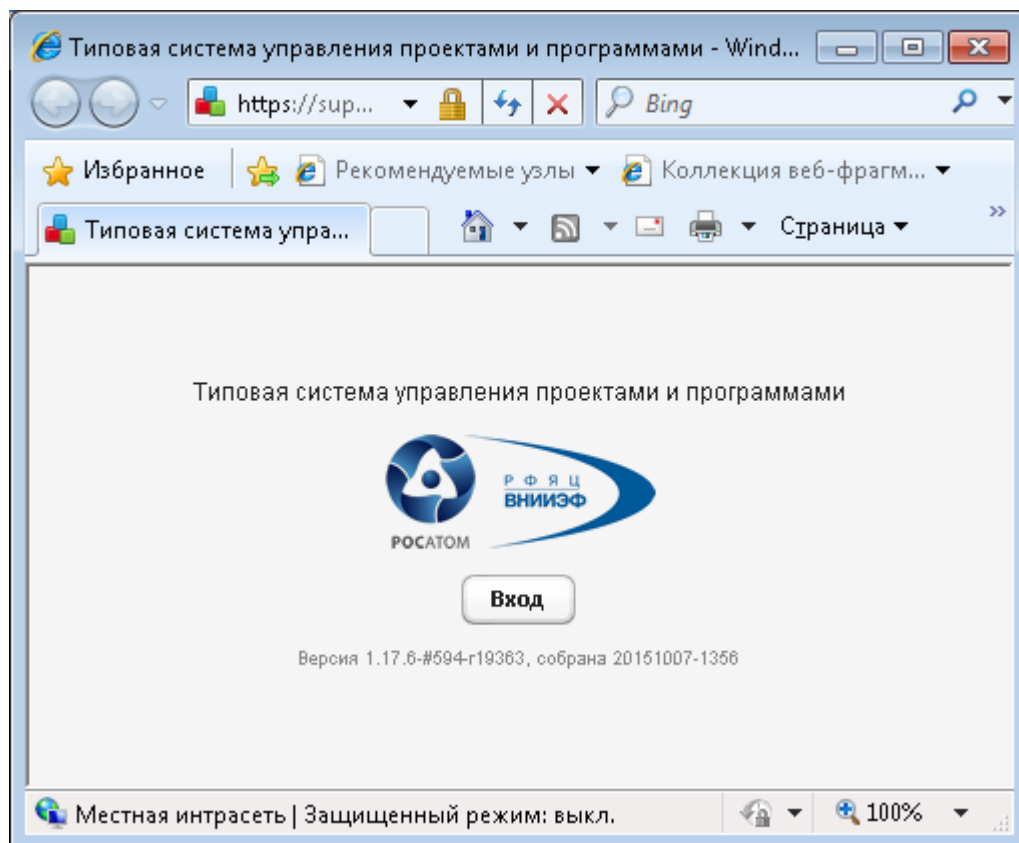 Типовая система управления проектами и программами - Wind...
https://sup...
Bing
Избранное Рекомендуемые узлы Коллекция веб-фрагм...
Типовая система упра... Страница
Типовая система управления проектами и программами
РФЯЦ
ВНИИЭФ
РОСАТОМ
Вход
Версия 1.17.6-#594-r19363, собрана 20151007-1356
Местная интрасеть | Защищенный режим: выкл. 100%